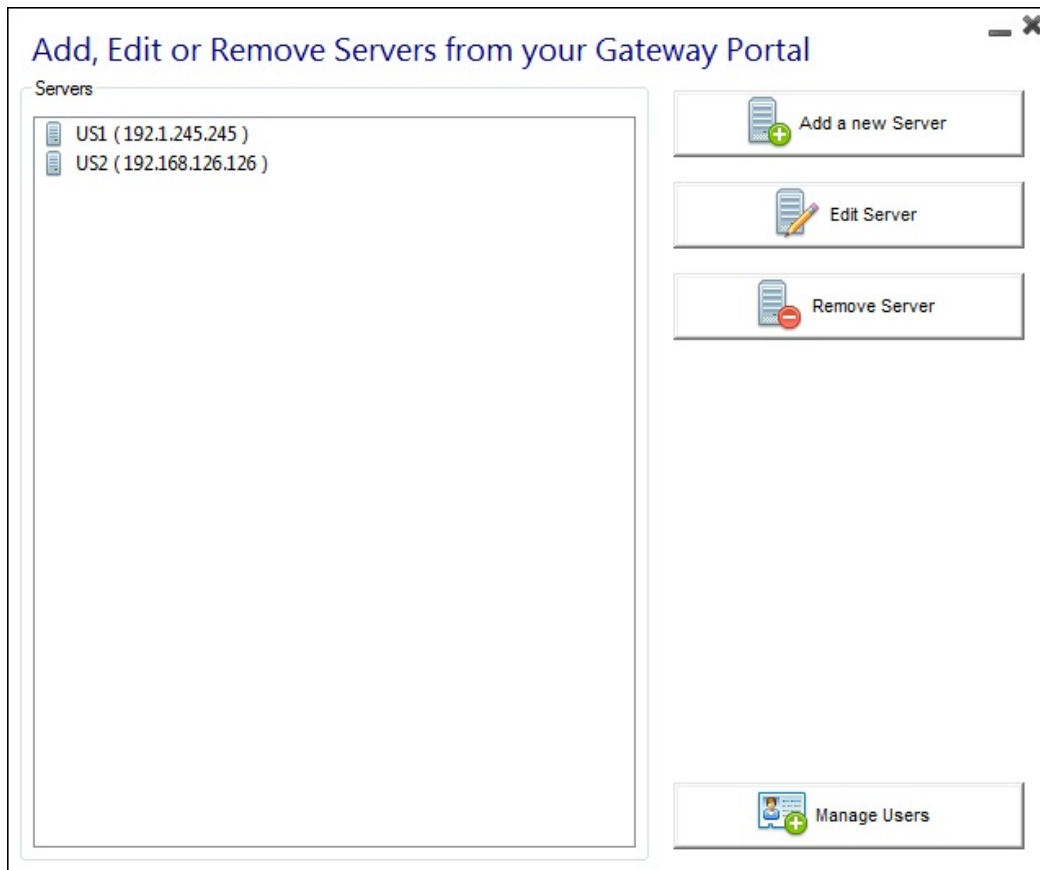 Add, Edit or Remove Servers from your Gateway Portal
Servers
US1 ( 192.1.245.245 )
US2 ( 192.168.126.126 )
Add a new Server
Edit Server
Remove Server
Manage Users